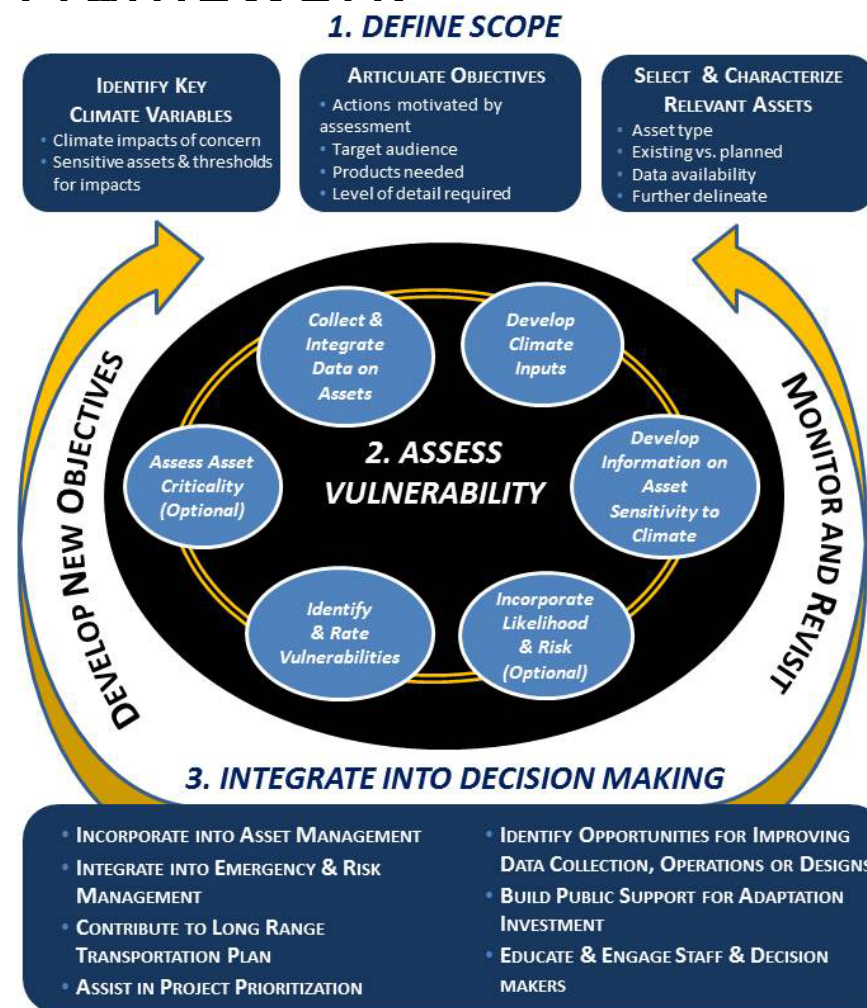 1. DEFINE SCOPE
IDENTIFY KEY
CLIMATE VARIABLES
• Climate impacts of concern
• Sensitive assets & thresholds
for impacts
ARTICULATE OBJECTIVES
• Actions motivated by
assessment
• Target audience
• Products needed
• Level of detail required
SELECT & CHARACTERIZE
RELEVANT ASSETS
• Asset type
• Existing vs. planned
• Data availability
• Further delineate
DEVELOP NEW OBJECTIVES
MONITOR AND REVISIT
2. ASSESS
VULNERABILITY
Collect &
Integrate
Data on
Assets
Develop
Climate
Inputs
Develop
Information on
Asset
Sensitivity to
Climate
Incorporate
Likelihood
& Risk
(Optional)
Identify
& Rate
Vulnerabilities
Assess Asset
Criticality
(Optional)
3. INTEGRATE INTO DECISION MAKING
• INCORPORATE INTO ASSET MANAGEMENT
• INTEGRATE INTO EMERGENCY & RISK
MANAGEMENT
• CONTRIBUTE TO LONG RANGE
TRANSPORTATION PLAN
• ASSIST IN PROJECT PRIORITIZATION
• IDENTIFY OPPORTUNITIES FOR IMPROVING
DATA COLLECTION, OPERATIONS OR DESIGNS
• BUILD PUBLIC SUPPORT FOR ADAPTATION
INVESTMENT
• EDUCATE & ENGAGE STAFF & DECISION
MAKERS